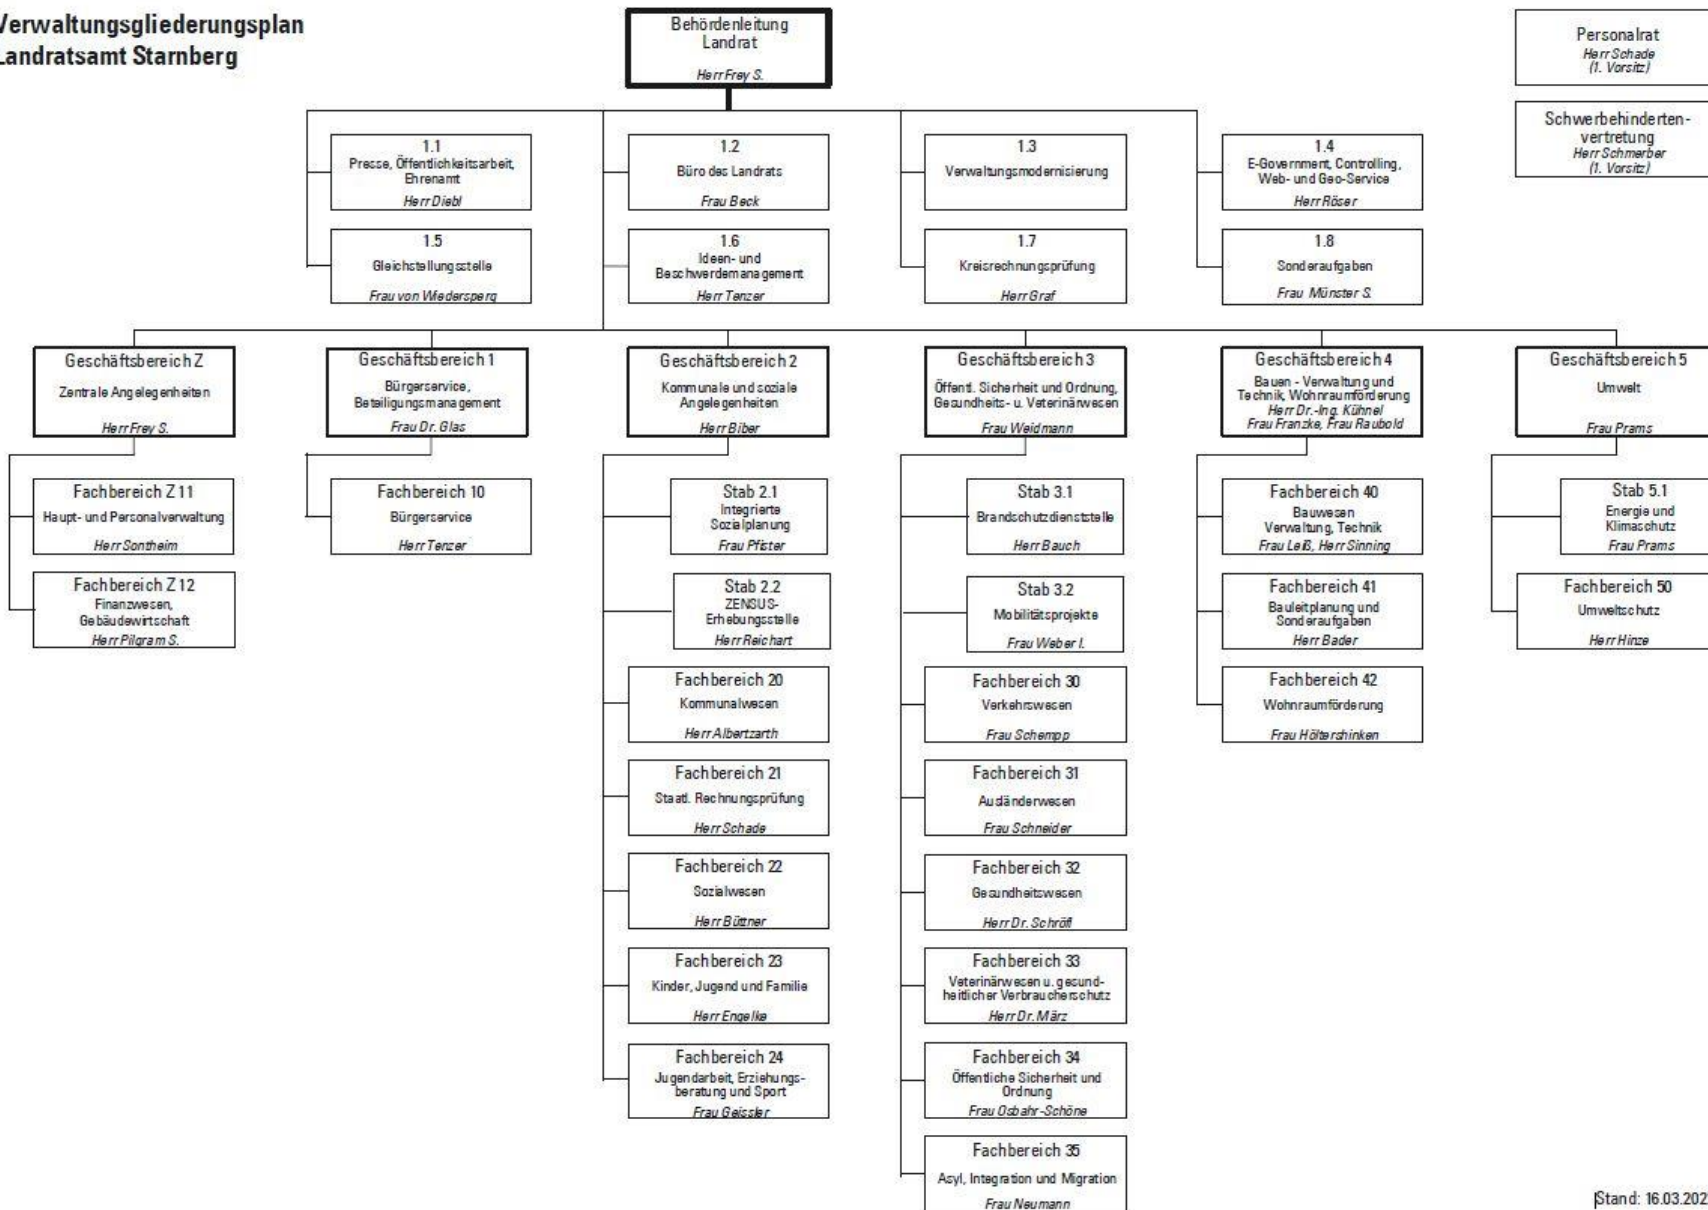 Verwaltungsgliederungsplan
Landratsamt Starnberg
Behördenleitung
Landrat
Herr Frey S.
Personalrat
Herr Schade
(1. Vorsitz)
Schwerbehinderten-
vertretung
Herr Schmerber
(1. Vorsitz)
1.1
Presse, Öffentlichkeitsarbeit,
Ehrenamt
Herr Diebl
1.2
Büro des Landrats
Frau Beck
1.3
Verwaltungsmodernisierung
1.4
E-Government, Controlling,
Web- und Geo-Service
Herr Röser
1.5
Gleichstellungsstelle
Frau von Wiedersperg
1.6
Ideen- und
Beschwerdemanagement
Herr Tenzer
1.7
Kreisrechnungsprüfung
Herr Graf
1.8
Sonderaufgaben
Frau Münster S.
Geschäftsbereich Z
Zentrale Angelegenheiten
Herr Frey S.
Geschäftsbereich 1
Bürgerservice,
Beteiligungsmanagement
Frau Dr. Glas
Geschäftsbereich 2
Kommunale und soziale
Angelegenheiten
Herr Biber
Geschäftsbereich 3
Öffentl. Sicherheit und Ordnung,
Gesundheits- u. Veterinärwesen
Frau Weidmann
Geschäftsbereich 4
Bauen - Verwaltung und
Technik, Wohnraumförderung
Herr Dr.-Ing. Kühnel
Frau Franzke, Frau Raubold
Geschäftsbereich 5
Umwelt
Frau Prams
Fachbereich Z 11
Haupt- und Personalverwaltung
Herr Sontheim
Fachbereich Z 12
Finanzwesen,
Gebäudewirtschaft
Herr Pilgram S.
Fachbereich 10
Bürgerservice
Herr Tenzer
Stab 2.1
Integrierte
Sozialplanung
Frau Pfister
Stab 2.2
ZENSUS-
Erhebungsstelle
Herr Reichart
Fachbereich 20
Kommunalwesen
Herr Albertzarth
Fachbereich 21
Staatl. Rechnungsprüfung
Herr Schade
Fachbereich 22
Sozialwesen
Herr Büttner
Fachbereich 23
Kinder, Jugend und Familie
Herr Engelke
Fachbereich 24
Jugendarbeit, Erziehungs-
beratung und Sport
Frau Geissler
Stab 3.1
Brandschutzdienststelle
Herr Bauch
Stab 3.2
Mobilitätsprojekte
Frau Weber I.
Fachbereich 30
Verkehrswesen
Frau Schempp
Fachbereich 31
Ausländerwesen
Frau Schneider
Fachbereich 32
Gesundheitswesen
Herr Dr. Schröfl
Fachbereich 33
Veterinärwesen u. gesund-
heitlicher Verbraucherschutz
Herr Dr. März
Fachbereich 34
Öffentliche Sicherheit und
Ordnung
Frau Osbahr-Schöne
Fachbereich 35
Asyl, Integration und Migration
Frau Neumann
Fachbereich 40
Bauwesen
Verwaltung, Technik
Frau Leiß, Herr Sinning
Fachbereich 41
Bauleitplanung und
Sonderaufgaben
Herr Bader
Fachbereich 42
Wohnraumförderung
Frau Höltershinken
Stab 5.1
Energie und
Klimaschutz
Frau Prams
Fachbereich 50
Umweltschutz
Herr Hinze
Stand: 16.03.202